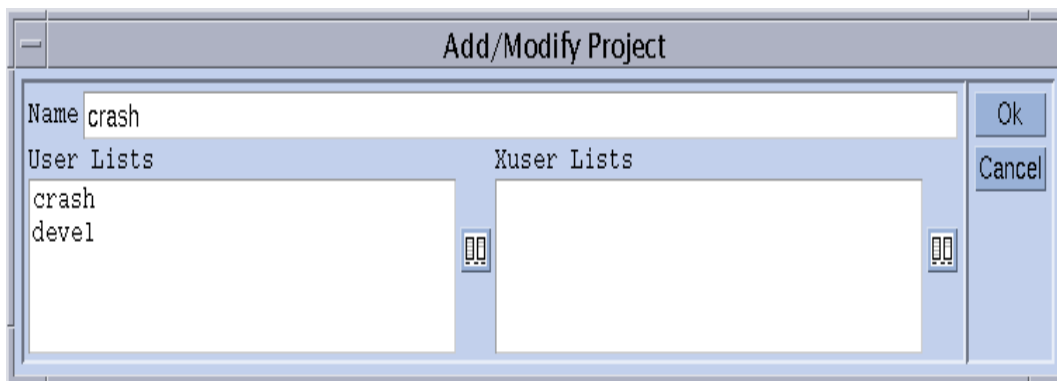 Add/Modify Project
Name crash
Ok
User Lists
Xuser Lists
Cancel
crash
devel